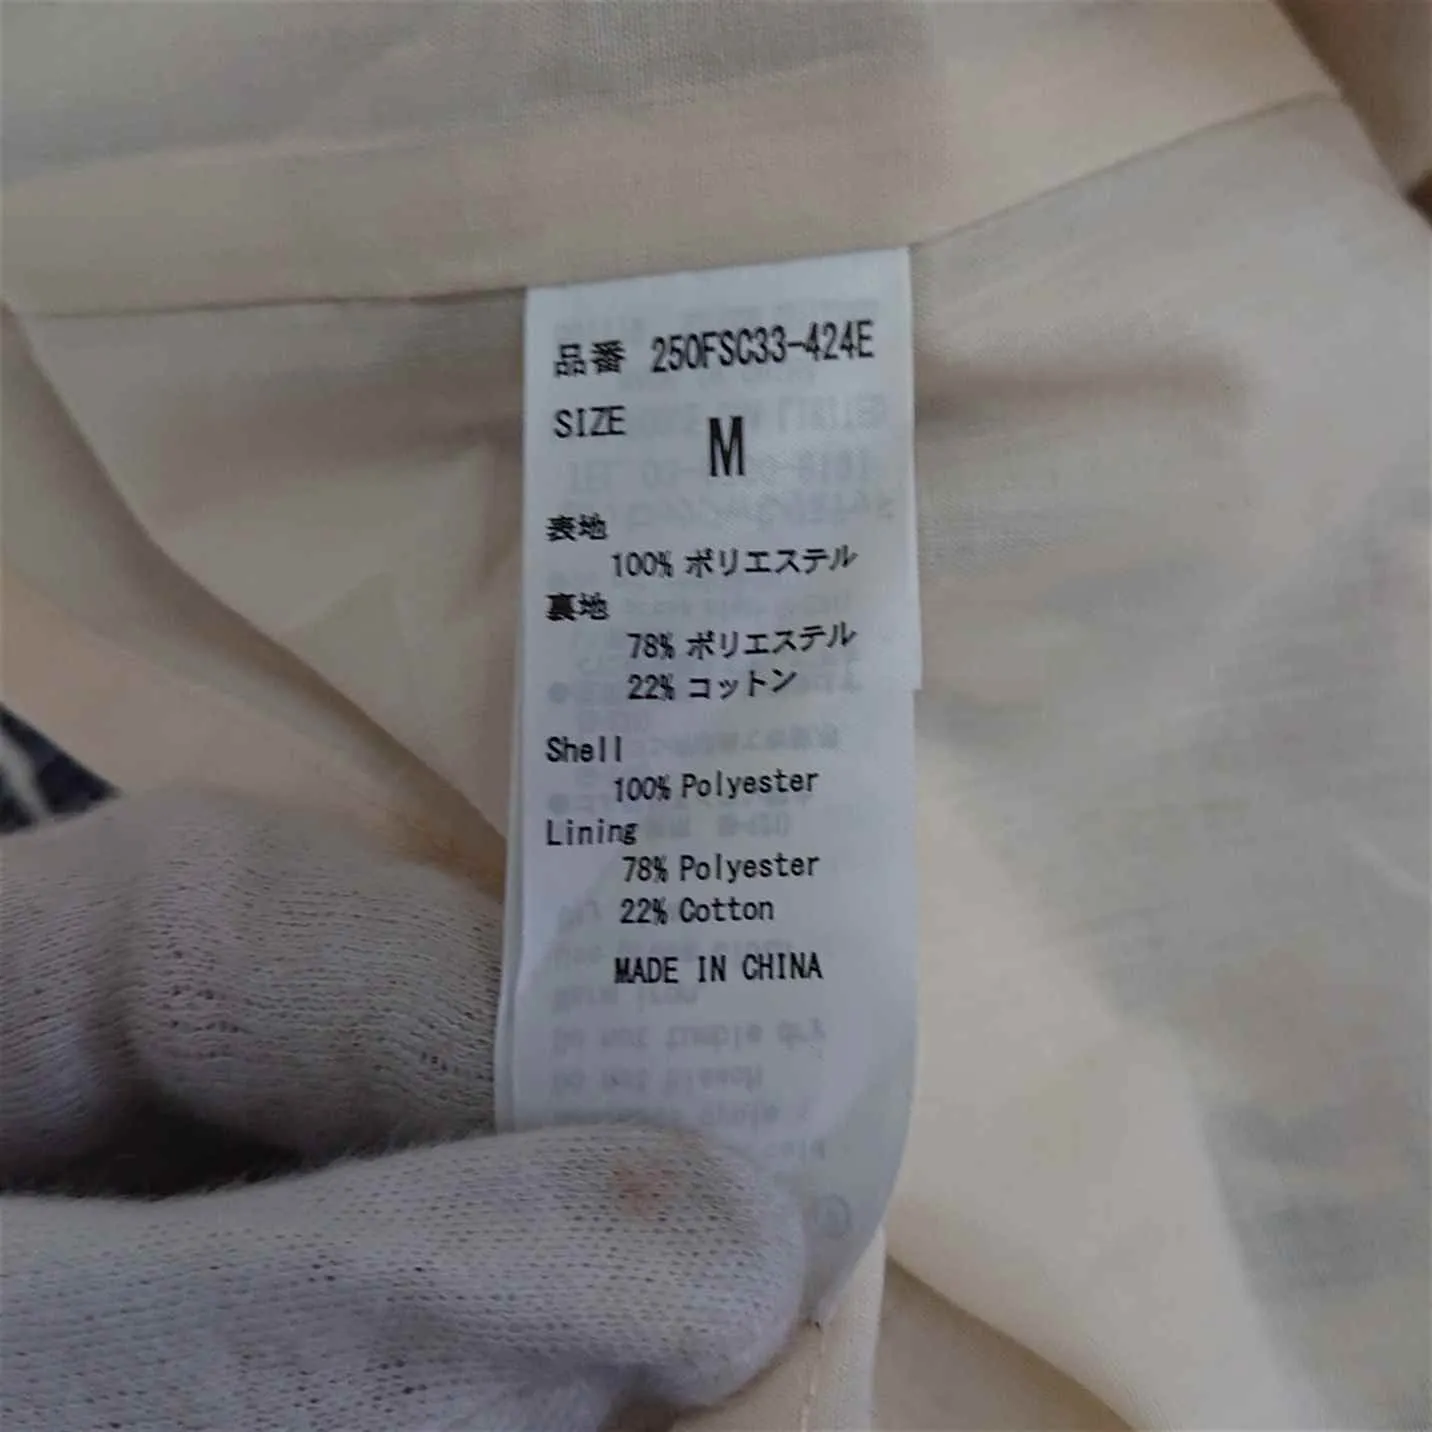 品番 250FSC33-424E
SIZE M
表地
100% ポリエステル
裏地
78% ポリエステル
22% コットン
Shell
100% Polyester
Lining
78% Polyester
22% Cotton
MADE IN CHINA